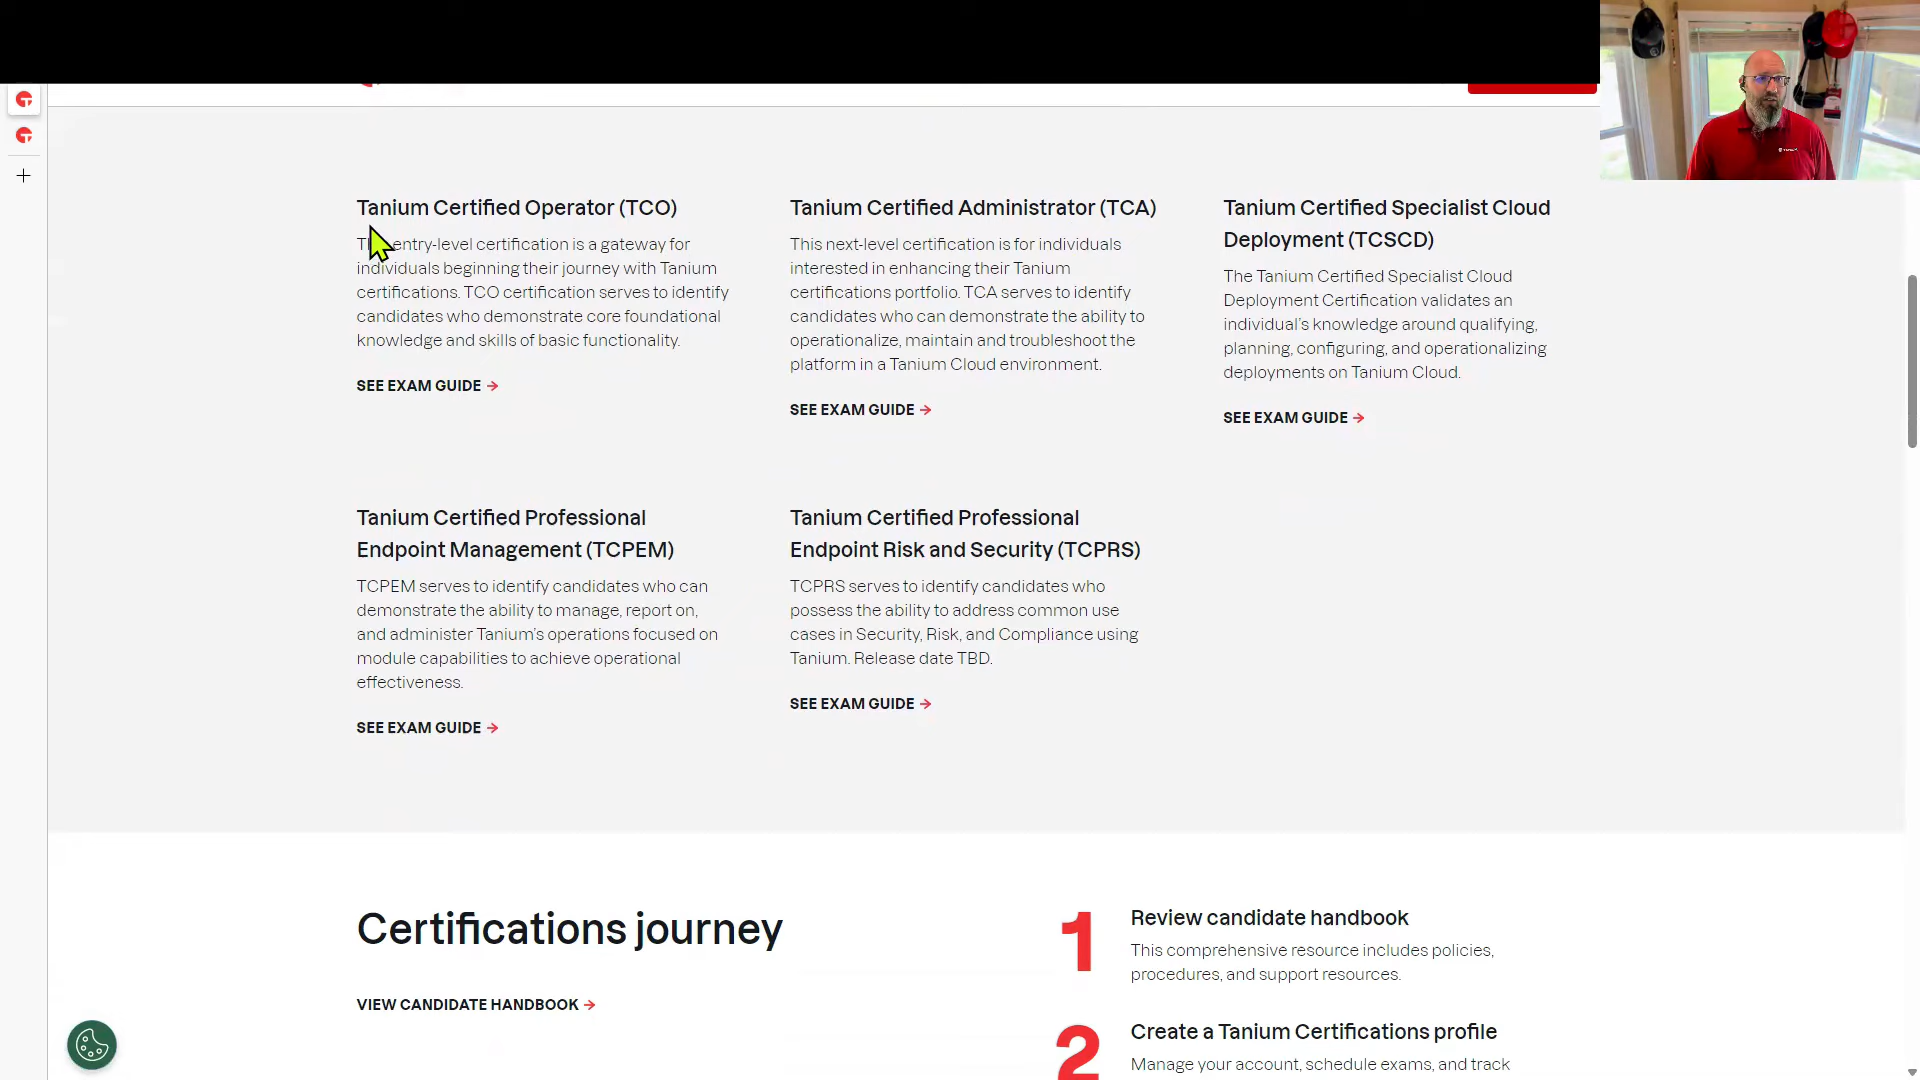 Tanium Certified Operator (TCO)
entry-level certification is a gateway for
individuals beginning their journey with Tanium
certifications. TCO certification serves to identify
candidates who demonstrate core foundational
knowledge and skills of basic functionality.
SEE EXAM GUIDE →
Tanium Certified Administrator (TCA)
This next-level certification is for individuals
interested in enhancing their Tanium
certifications portfolio. TCA serves to identify
candidates who can demonstrate the ability to
operationalize, maintain and troubleshoot the
platform in a Tanium Cloud environment.
SEE EXAM GUIDE →
Tanium Certified Specialist Cloud
Deployment (TCSCD)
The Tanium Certified Specialist Cloud
Deployment Certification validates an
individual’s knowledge around qualifying,
planning, configuring, and operationalizing
deployments on Tanium Cloud.
SEE EXAM GUIDE →
Tanium Certified Professional
Endpoint Management (TCPEM)
TCPEM serves to identify candidates who can
demonstrate the ability to manage, report on,
and administer Tanium’s operations focused on
module capabilities to achieve operational
effectiveness.
SEE EXAM GUIDE →
Tanium Certified Professional
Endpoint Risk and Security (TCPRS)
TCPRS serves to identify candidates who
possess the ability to address common use
cases in Security, Risk, and Compliance using
Tanium. Release date TBD.
SEE EXAM GUIDE →
Certifications journey
VIEW CANDIDATE HANDBOOK →
1
Review candidate handbook
This comprehensive resource includes policies,
procedures, and support resources.
2
Create a Tanium Certifications profile
Manage your account, schedule exams, and track